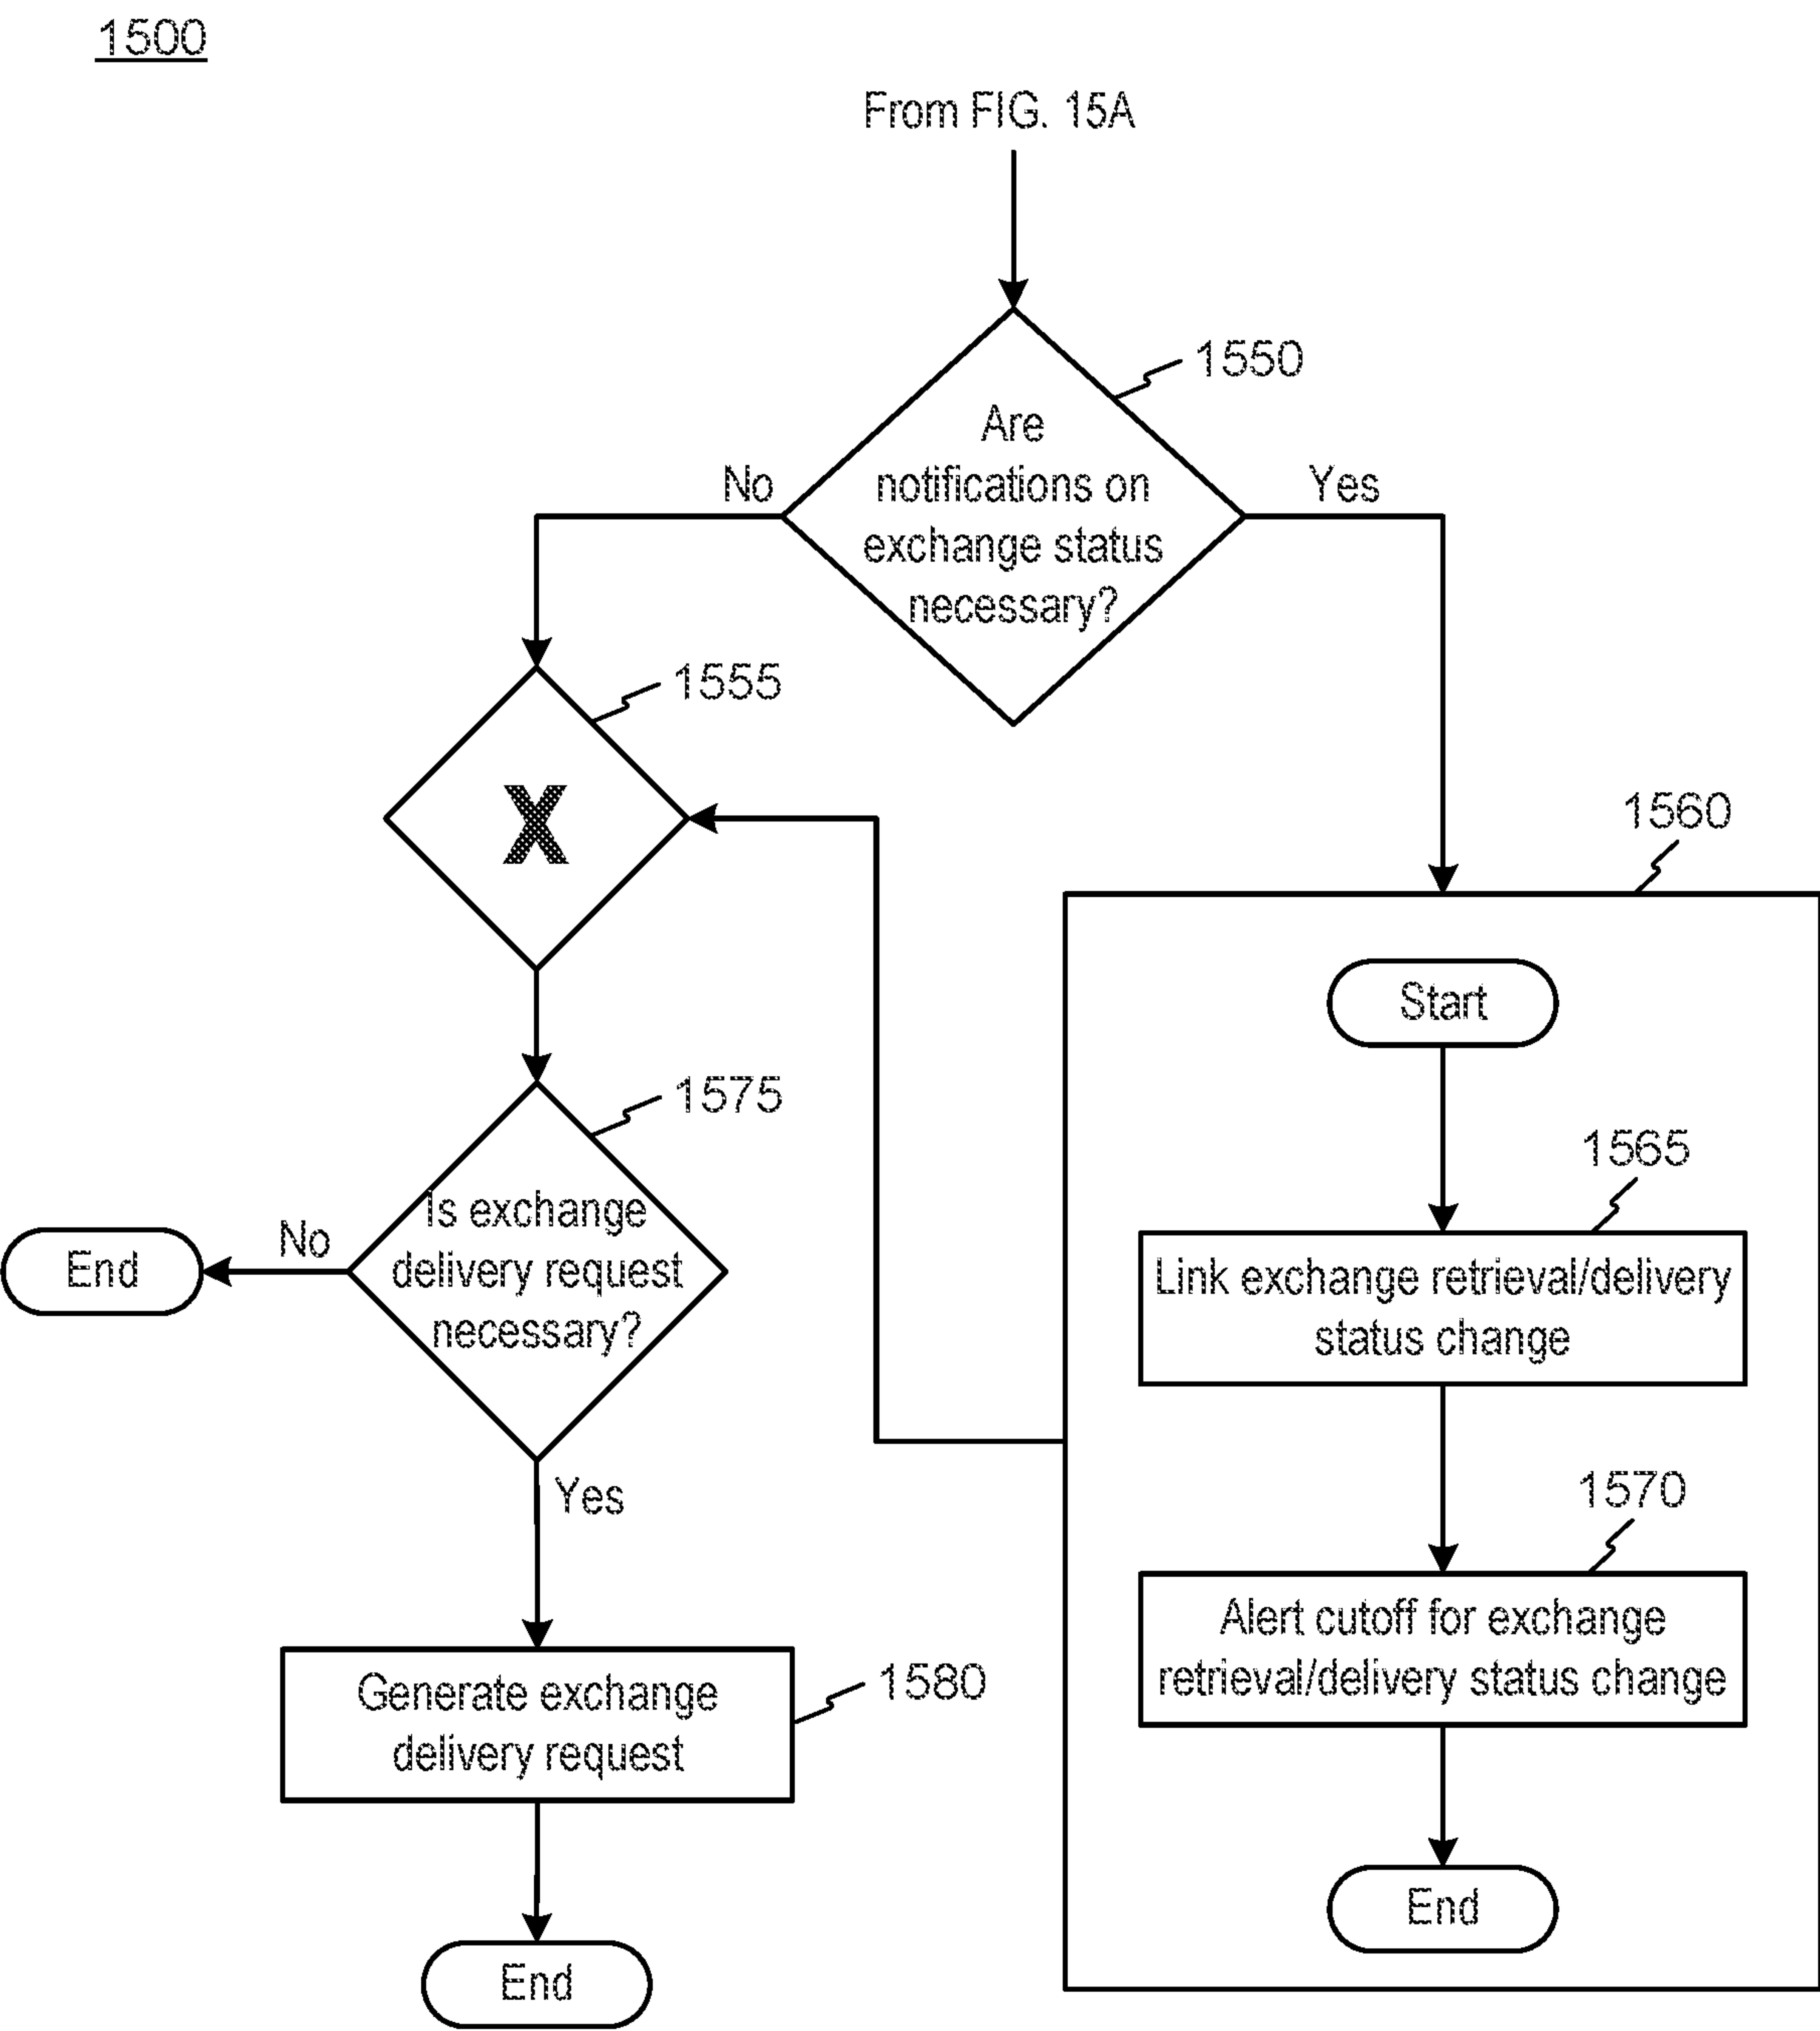 1500
From FIG. 15A
1550
Are
notifications on
exchange status
necessary?
No
Yes
1555
X
1560
Start
1575
Is exchange
delivery request
necessary?
No
End
Yes
1565
Link exchange retrieval/delivery
status change
1570
Alert cutoff for exchange
retrieval/delivery status change
End
1580
Generate exchange
delivery request
End